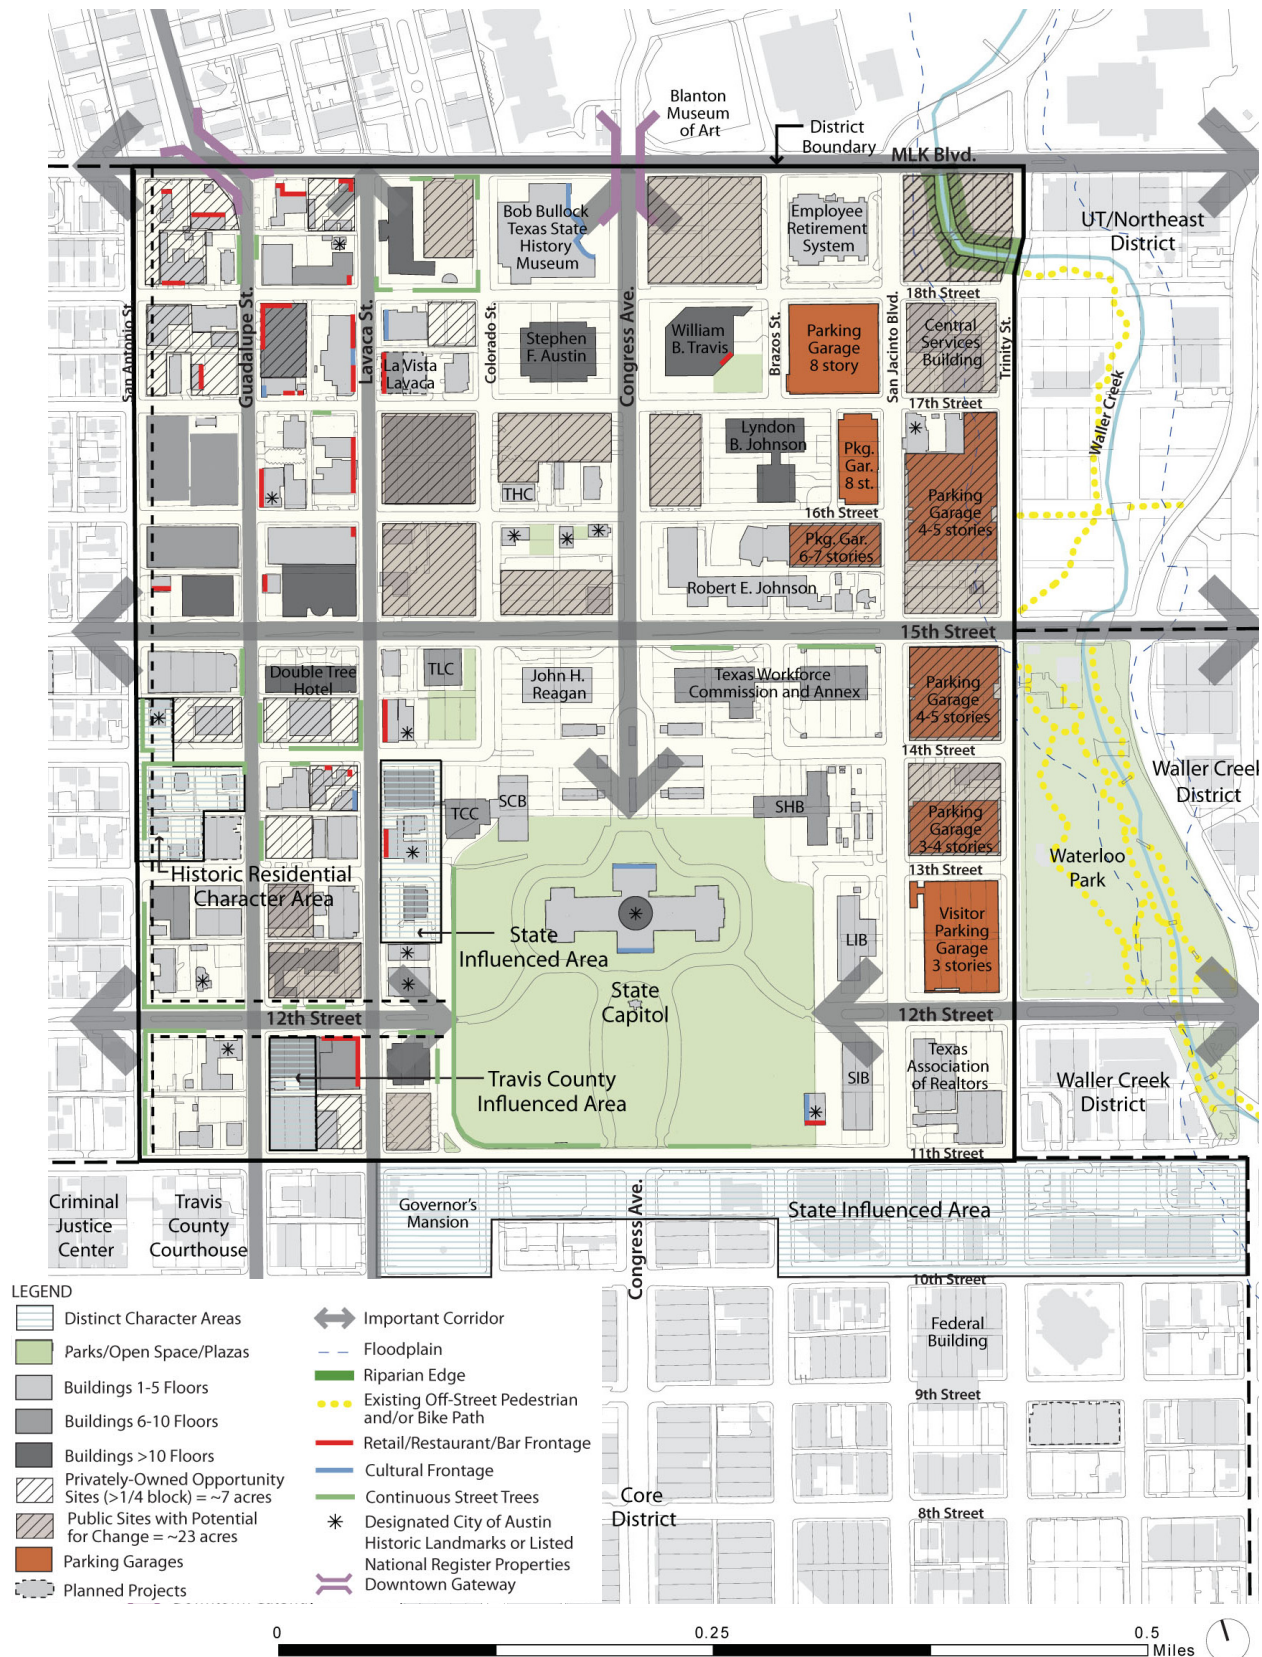 Blanton
Museum
of Art
District
Boundary
MLK Blvd.
Bob Bullock
Texas State
History
Museum
Employee
Retirement
System
UT/Northeast
District
18th Street
San Antonio St.
Guadalupe St.
Lavaca St.
Colorado St.
Congress Ave.
Brazos St.
San Jacinto Blvd.
Trinity St.
La Vista
Lavaca
Stephen
F. Austin
William
B. Travis
Parking
Garage
8 story
Central
Services
Building
17th Street
Waller Creek
Lyndon
B. Johnson
Pkg.
Gar.
8 st.
THC
16th Street
Parking
Garage
4-5 stories
Pkg. Gar.
6-7 stories
Robert E. Johnson
15th Street
Double Tree
Hotel
TLC
John H.
Reagan
Texas Workforce
Commission and Annex
Parking
Garage
4-5 stories
14th Street
Waller Creek
District
TCC
SCB
SHB
Parking
Garage
3-4 stories
Waterloo
Park
13th Street
Historic Residential
Character Area
State
Influenced Area
LIB
Visitor
Parking
Garage
3 stories
State
Capitol
12th Street
12th Street
Travis County
Influenced Area
SIB
Texas
Association
of Realtors
Waller Creek
District
11th Street
Criminal
Justice
Center
Travis
County
Courthouse
Governor's
Mansion
Congress Ave.
State Influenced Area
10th Street
Federal
Building
9th Street
Core
District
8th Street
LEGEND
Distinct Character Areas
Parks/Open Space/Plazas
Buildings 1-5 Floors
Buildings 6-10 Floors
Buildings >10 Floors
Privately-Owned Opportunity
Sites (>1/4 block) = ~7 acres
Public Sites with Potential
for Change = ~23 acres
Parking Garages
Planned Projects
Important Corridor
Floodplain
Riparian Edge
Existing Off-Street Pedestrian
and/or Bike Path
Retail/Restaurant/Bar Frontage
Cultural Frontage
Continuous Street Trees
Designated City of Austin
Historic Landmarks or Listed
National Register Properties
Downtown Gateway
0 0.25 0.5
Miles